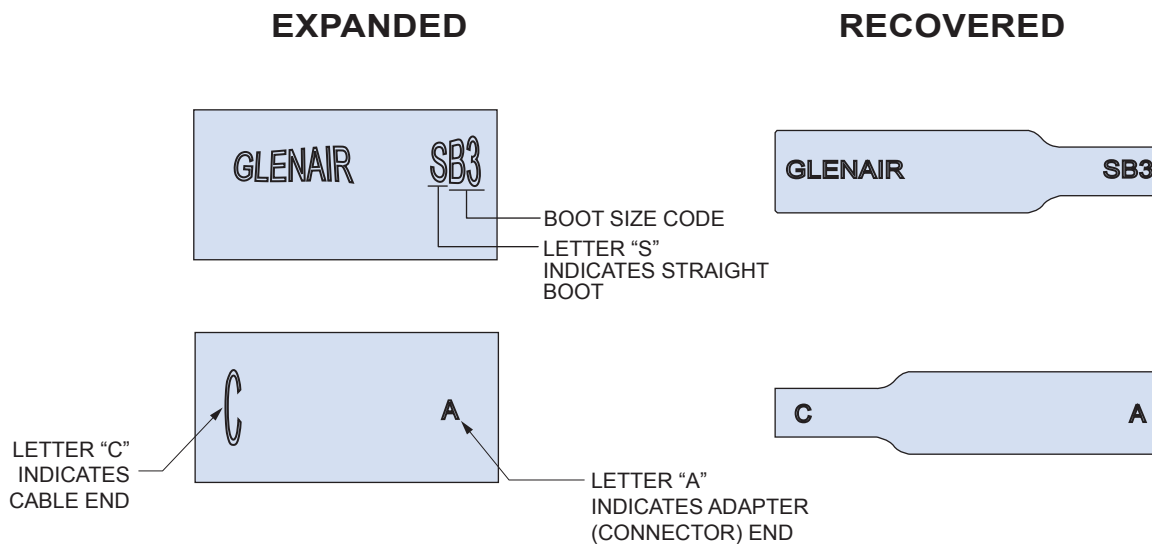 EXPANDED
RECOVERED
GLENAIR
SB3
GLENAIR
SB3
BOOT SIZE CODE
LETTER “S”
INDICATES STRAIGHT
BOOT
C
A
C
A
LETTER “C”
INDICATES
CABLE END
LETTER “A”
INDICATES ADAPTER
(CONNECTOR) END